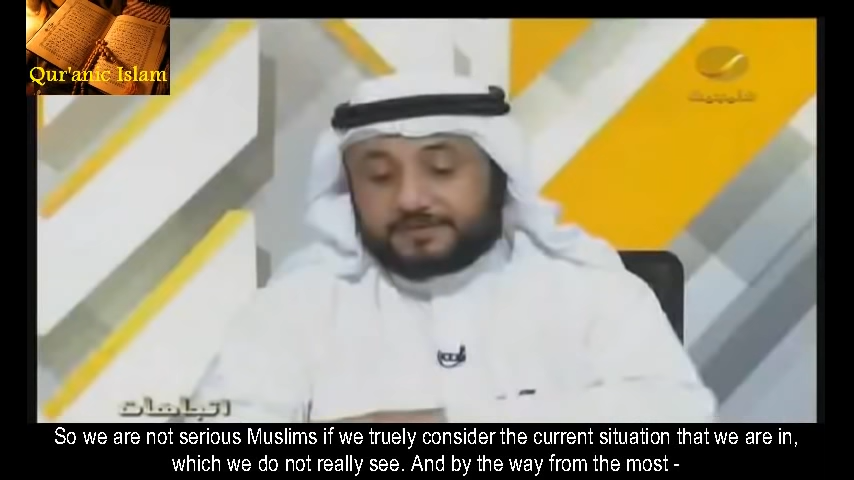 Qur'anic Islam
اتجاهات
So we are not serious Muslims if we truely consider the current situation that we are in,
which we do not really see. And by the way from the most -